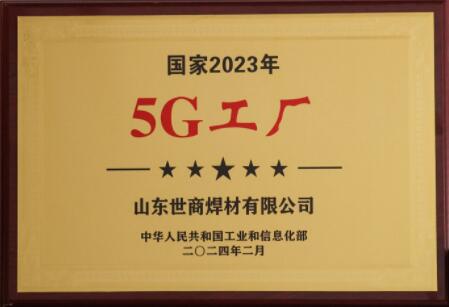 国家2023年
5G工厂
山东世商焊材有限公司
中华人民共和国工业和信息化部
二〇二四年二月